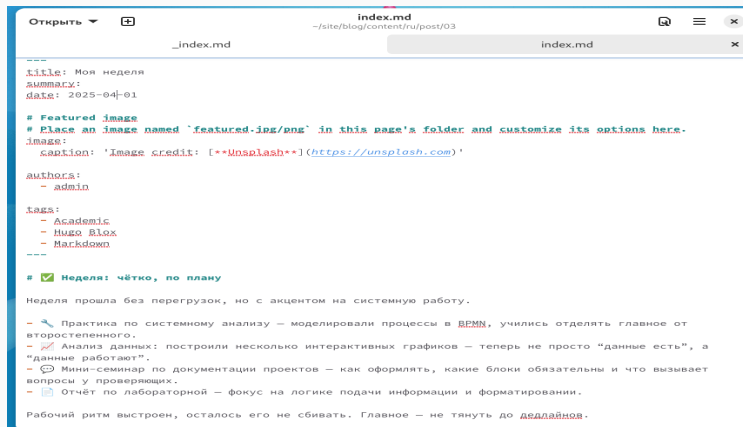 Открыть
index.md
~/site/blog/content/ru/post/03
_index.md
index.md
---
title: Моя неделя
summary:
date: 2025-04-01
# Featured image
# Place an image named `featured.jpg/png` in this page's folder and customize its options here.
image:
caption: 'Image credit: [**Unsplash**](https://unsplash.com)'
authors:
- admin
tags:
- Academic
- Hugo Blox
- Markdown
---
# ✅ Неделя: чётко, по плану
Неделя прошла без перегрузок, но с акцентом на системную работу.
- 🔧 Практика по системному анализу — моделировали процессы в BPMN, учились отделять главное от
второстепенного.
- 📈 Анализ данных: построили несколько интерактивных графиков — теперь не просто “данные есть”, а
“данные работают”.
- 💬 Мини-семинар по документации проектов — как оформлять, какие блоки обязательны и что вызывает
вопросы у проверяющих.
- 📄 Отчёт по лабораторной — фокус на логике подачи информации и форматировании.
Рабочий ритм выстроен, осталось его не сбивать. Главное — не тянуть до дедлайнов.